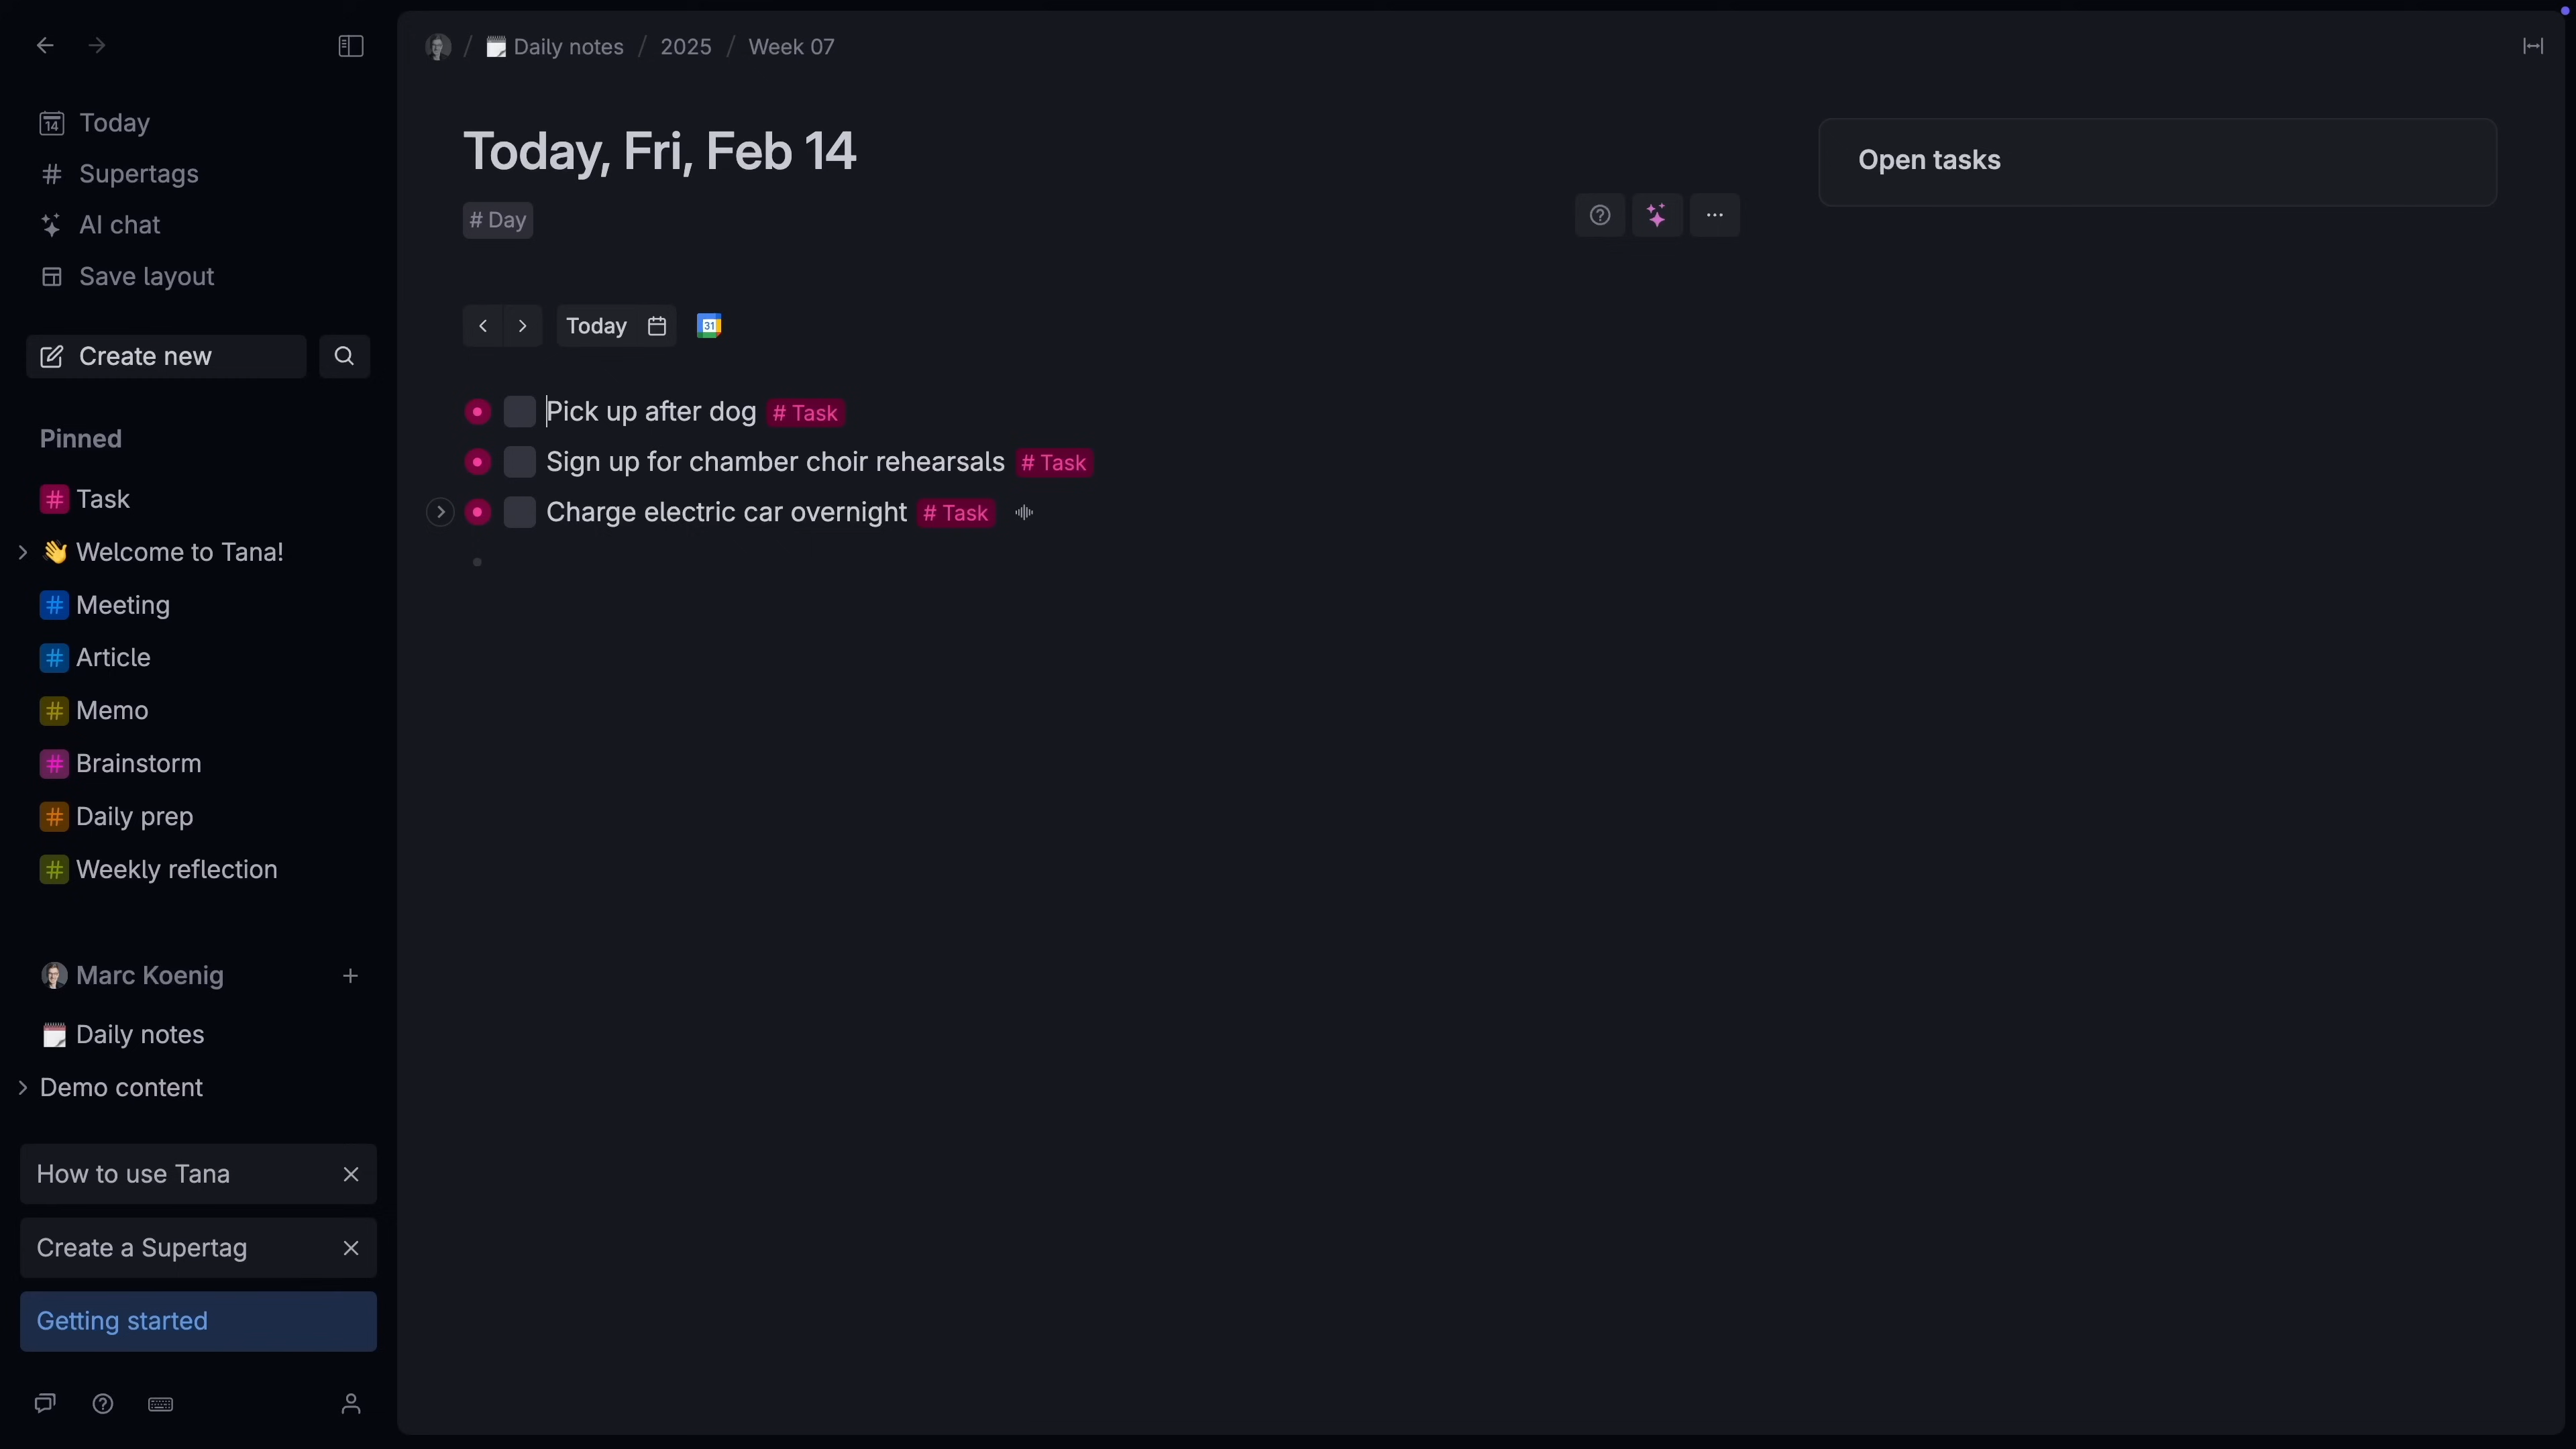 Today
Supertags
AI chat
Save layout
Create new
Pinned
# Task
👋 Welcome to Tana!
# Meeting
# Article
# Memo
# Brainstorm
# Daily prep
# Weekly reflection
Marc Koenig
Daily notes
Demo content
How to use Tana
Create a Supertag
Getting started
/ Daily notes / 2025 / Week 07
Today, Fri, Feb 14
# Day
Today
31
Pick up after dog # Task
Sign up for chamber choir rehearsals # Task
Charge electric car overnight # Task
Open tasks